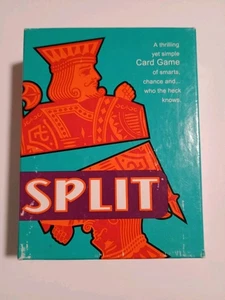 A thrilling
yet simple
Card Game
of smarts,
chance and...
who the heck
knows.
SPLIT